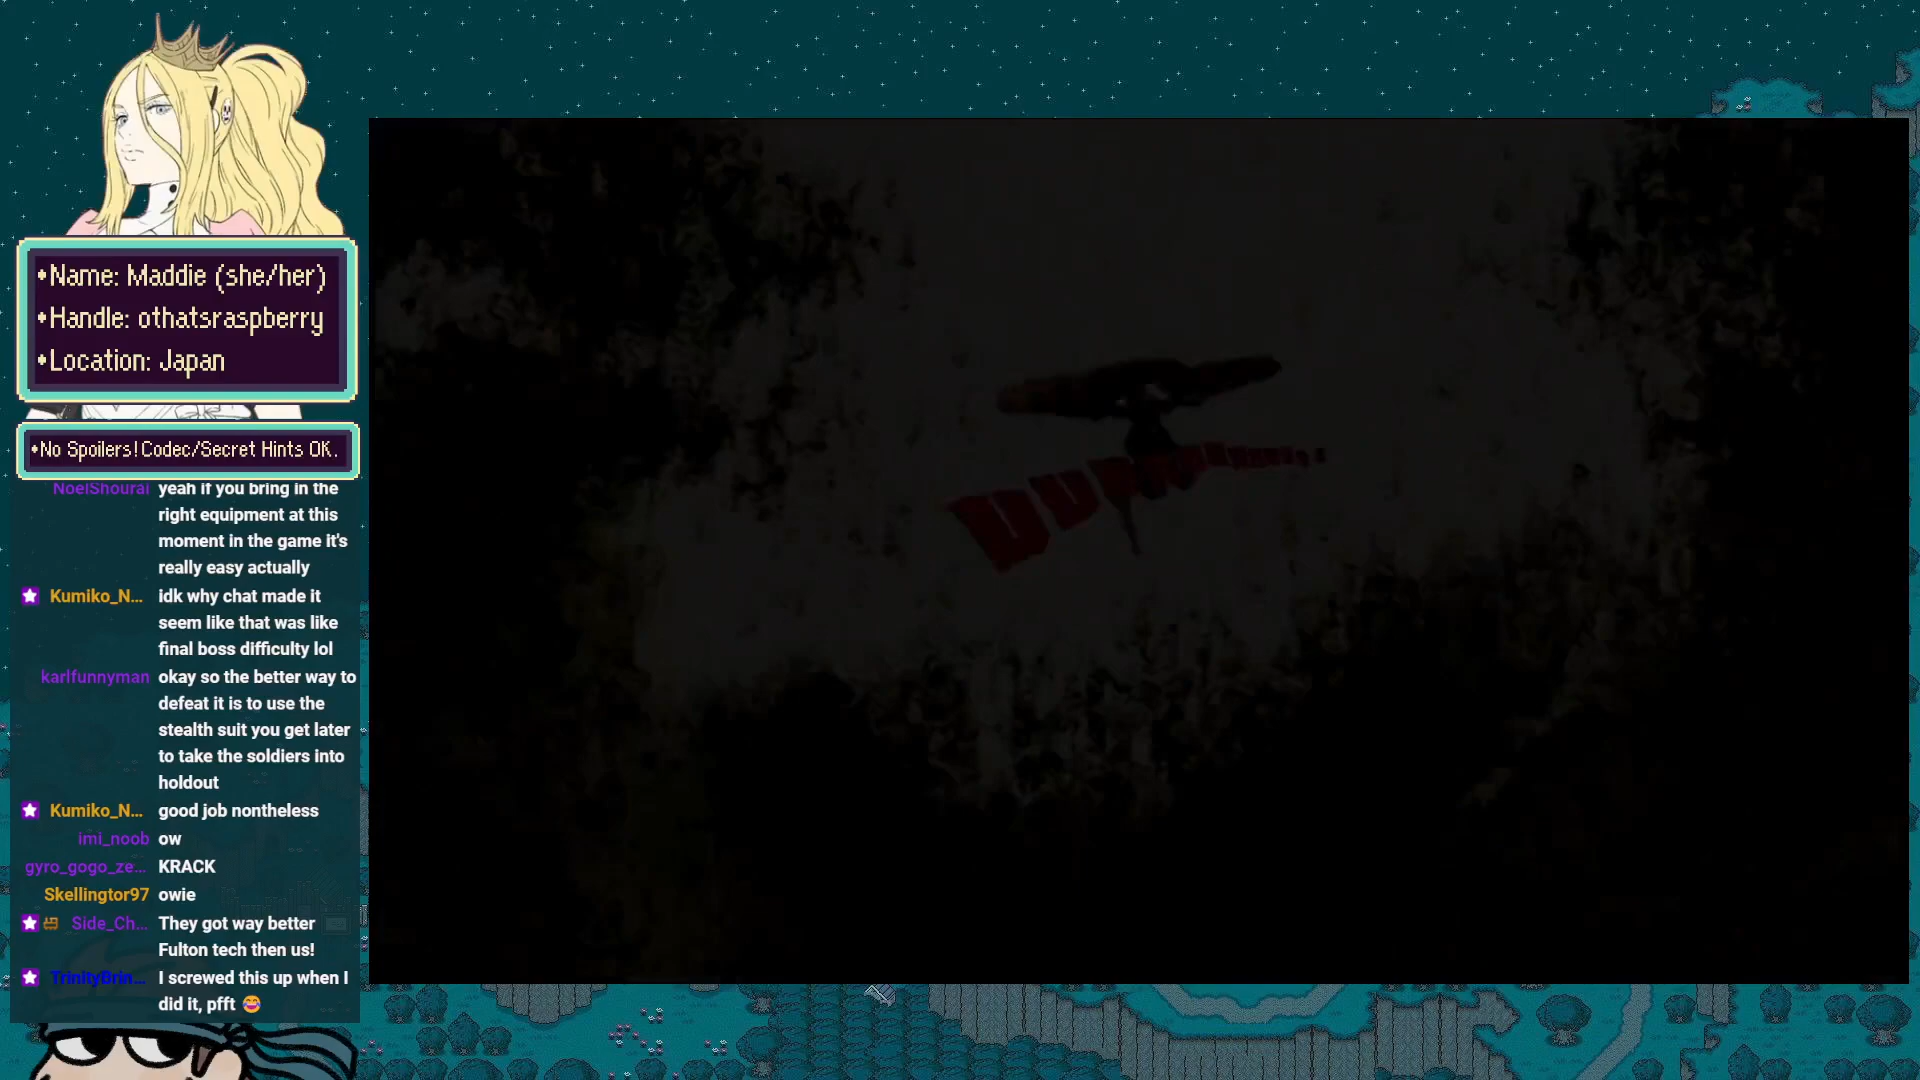 •Name: Maddie (she/her)
•Handle: othatsraspberry
•Location: Japan
•No Spoilers! Codec/Secret Hints OK.
NoelShourai yeah if you bring in the
right equipment at this
moment in the game it's
really easy actually
Kumiko_N... idk why chat made it
seem like that was like
final boss difficulty lol
karlfunnyman okay so the better way to
defeat it is to use the
stealth suit you get later
to take the soldiers into
holdout
Kumiko_N... good job nontheless
imi_noob ow
gyro_gogo_ze... KRACK
Skellingtor97 owie
Side_Ch... They got way better
Fulton tech then us!
TrinityBrin... I screwed this up when I
did it, pfft 😂